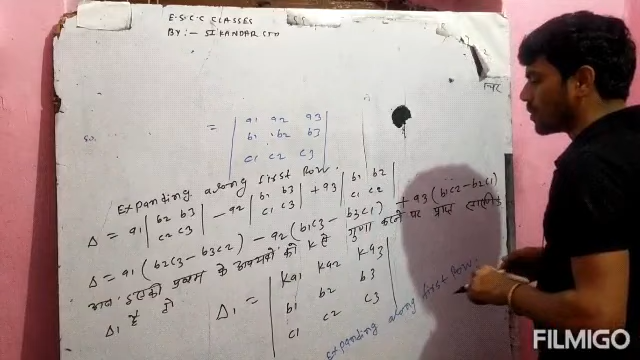 E.S.C.C CLASSES
BY:- SIKANDAR
= | a1 a2 a3 |
| b1 b2 b3 |
| c1 c2 c3 |
Expanding along first Row.
Δ = a1 | b2 b3 | - a2 | b1 b3 | + a3 | b1 b2 |
| c2 c3 | | c1 c3 | | c1 c2 |
Δ = a1 (b2c3 - b3c2) - a2 (b1c3 - b3c1) + a3 (b1c2 - b2c1)
प्रथम के अवयवों को K से गुणा करने पर प्राप्त
Δ1 है तो Δ1 = | Ka1 Ka2 Ka3 |
| b1 b2 b3 |
| c1 c2 c3 |
Expanding along first Row.
FILMIGO